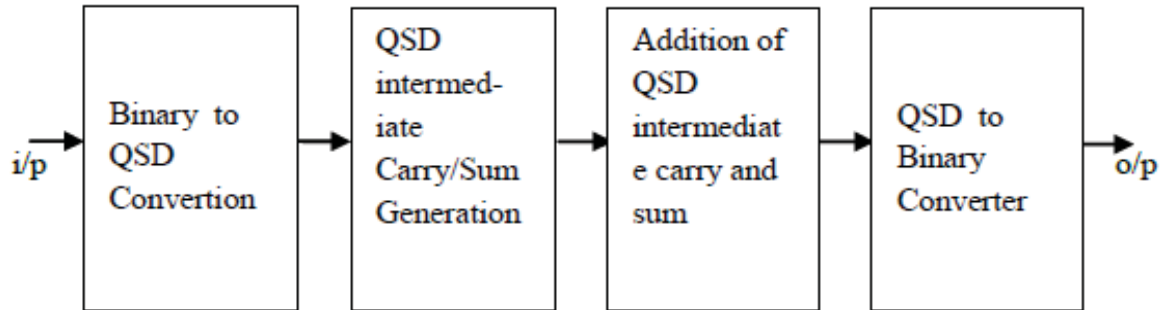 i/p
Binary to
QSD
Convertion
QSD
intermed-
iate
Carry/Sum
Generation
Addition of
QSD
intermediat
e carry and
sum
QSD to
Binary
Converter
o/p